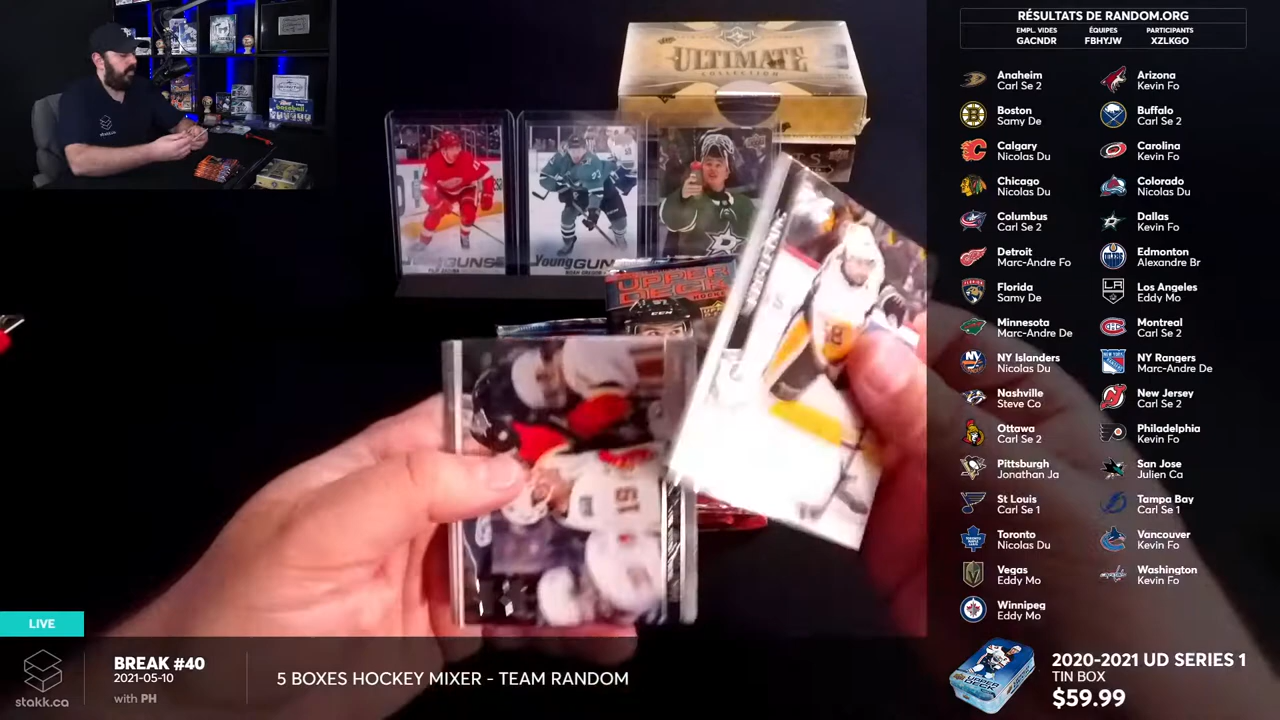 RÉSULTATS DE RANDOM.ORG
EMPL. VIDES
GACNDR
ÉQUIPES
FBHYJW
PARTICIPANTS
XZLKGO
Anaheim
Carl Se 2
Arizona
Kevin Fo
Boston
Samy De
Buffalo
Carl Se 2
Calgary
Nicolas Du
Carolina
Kevin Fo
Chicago
Nicolas Du
Colorado
Nicolas Du
Columbus
Carl Se 2
Dallas
Kevin Fo
Detroit
Marc-Andre Fo
Edmonton
Alexandre Br
Florida
Samy De
Los Angeles
Eddy Mo
Minnesota
Marc-Andre De
Montreal
Carl Se 2
NY Islanders
Nicolas Du
NY Rangers
Marc-Andre De
Nashville
Steve Co
New Jersey
Carl Se 2
Ottawa
Carl Se 2
Philadelphia
Kevin Fo
Pittsburgh
Jonathan Ja
San Jose
Julien Ca
St Louis
Carl Se 1
Tampa Bay
Carl Se 1
Toronto
Nicolas Du
Vancouver
Kevin Fo
Vegas
Eddy Mo
Washington
Kevin Fo
Winnipeg
Eddy Mo
ULTIMATE
COLLECTION
GUNS
Young GUN
UPPER
DECK
CCM
61
8
LIVE
stakk.ca
BREAK #40
2021-05-10
with PH
5 BOXES HOCKEY MIXER - TEAM RANDOM
2020-2021 UD SERIES 1
TIN BOX
$59.99